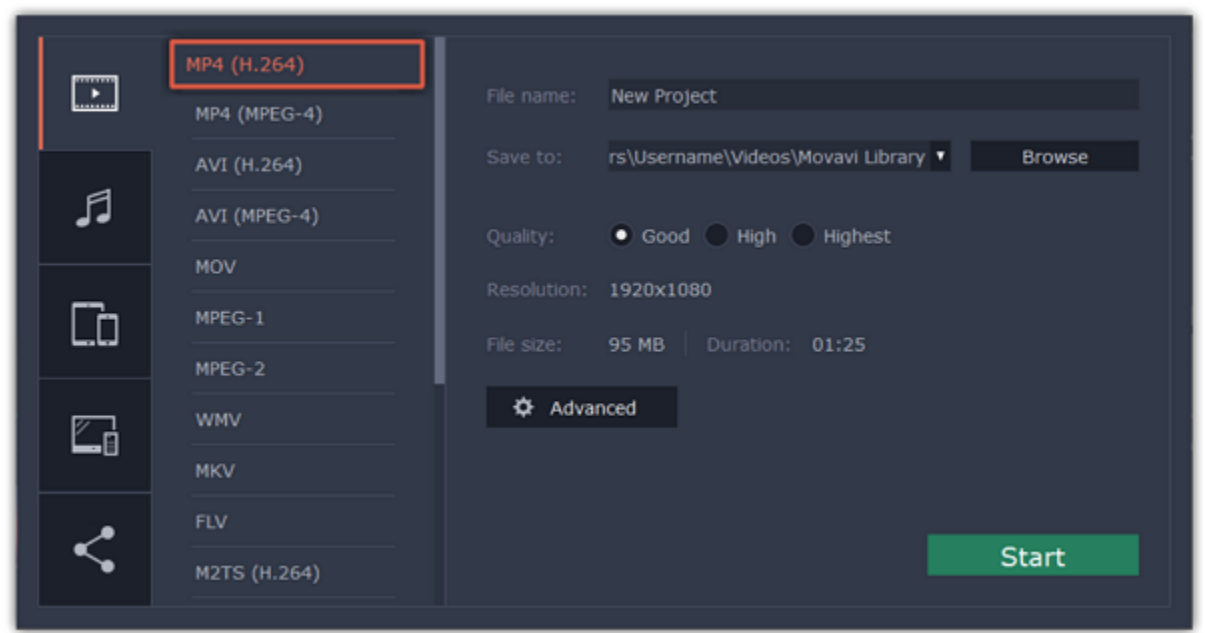 MP4 (H.264)
MP4 (MPEG-4)
AVI (H.264)
AVI (MPEG-4)
MOV
MPEG-1
MPEG-2
WMV
MKV
FLV
M2TS (H.264)
File name: New Project
Save to: rs\Username\Videos\Movavi Library Browse
Quality: Good High Highest
Resolution: 1920x1080
File size: 95 MB Duration: 01:25
Advanced
Start